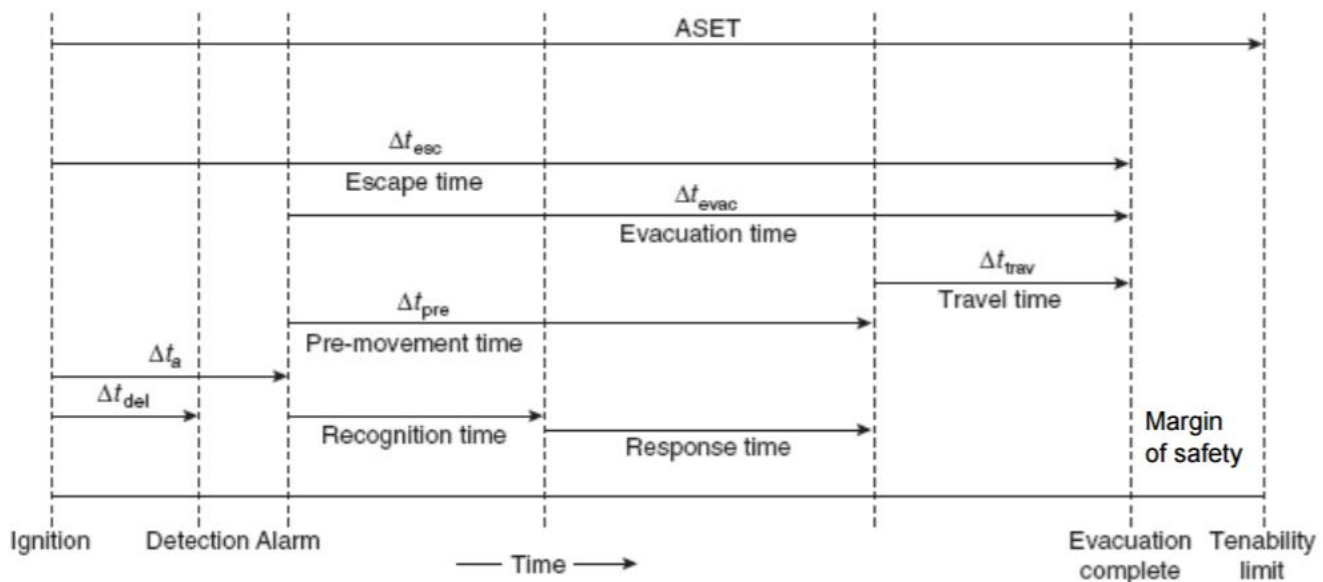 ASET
Δt_esc
Escape time
Δt_evac
Evacuation time
Δt_trav
Travel time
Δt_pre
Pre-movement time
Δt_a
Δt_del
Recognition time
Response time
Margin
of safety
Ignition
Detection
Alarm
Time
Evacuation
complete
Tenability
limit